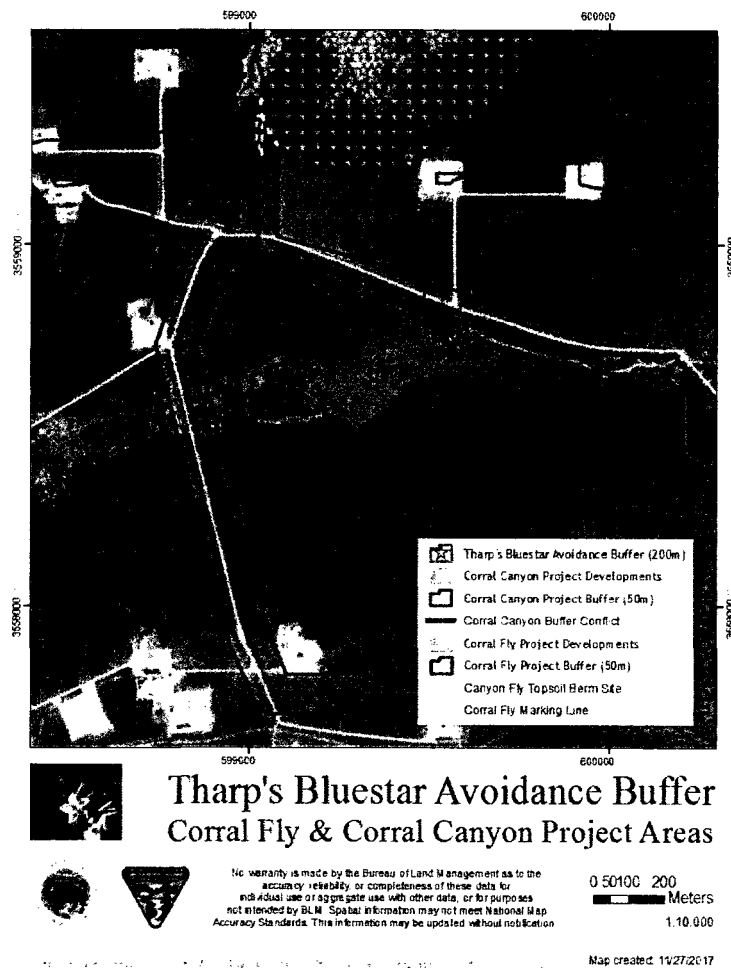 599000 600000
3559000
3558000
Tharp's Bluestar Avoidance Buffer (200m)
Corral Canyon Project Developments
Corral Canyon Project Buffer (50m)
Corral Canyon Buffer Conflict
Corral Fly Project Developments
Corral Fly Project Buffer (50m)
Canyon Fly Topsoil Berm Site
Corral Fly Marking Line
599000 600000
Tharp's Bluestar Avoidance Buffer
Corral Fly & Corral Canyon Project Areas
No warranty is made by the Bureau of Land Management as to the
accuracy, reliability, or completeness of these data for
individual use or aggregate use with other data, or for purposes
not intended by BLM. Spatial information may not meet National Map
Accuracy Standards. This information may be updated without notification
0 50100 200
Meters
1:10,000
Map created: 11/27/2017